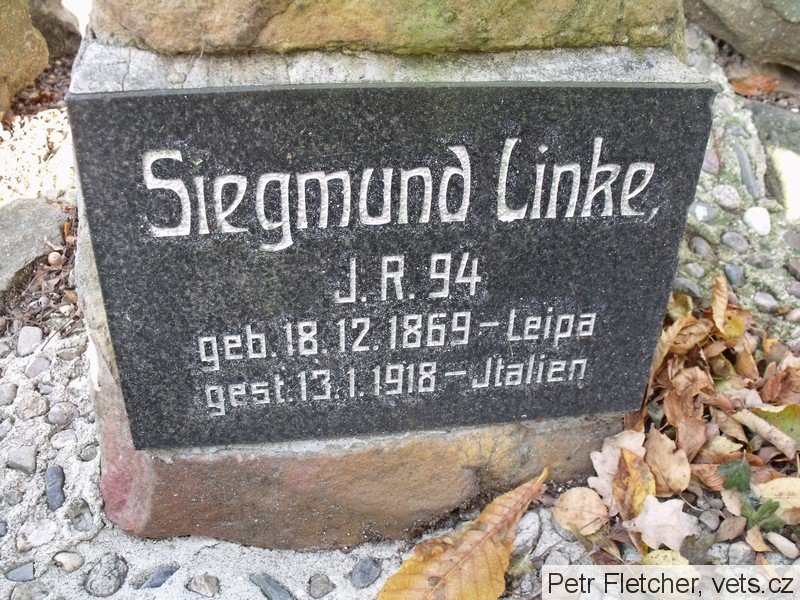 Siegmund Linke,
J. R. 94
geb. 18. 12. 1869 – Leipa
gest. 13. 1. 1918 – Jtalien
Petr Fletcher, vets.cz